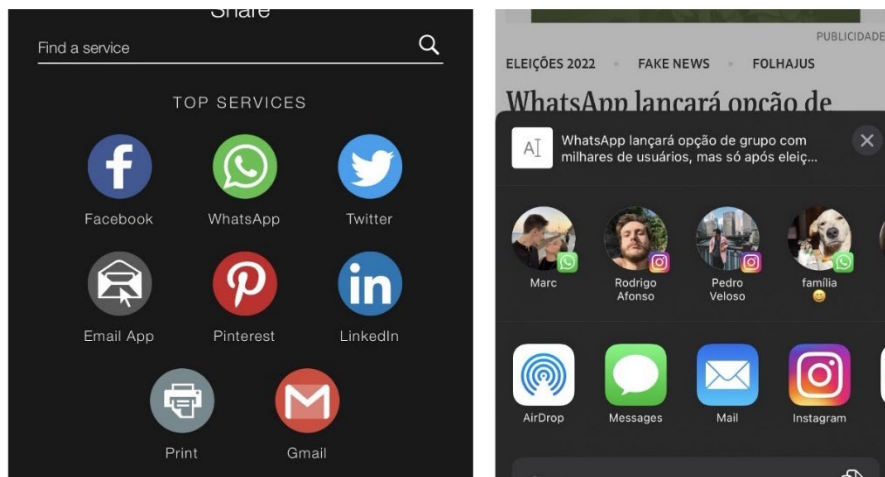 Share
Find a service
TOP SERVICES
Facebook
WhatsApp
Twitter
Email App
Pinterest
LinkedIn
Print
Gmail
PUBLICIDADE
ELEIÇÕES 2022 • FAKE NEWS • FOLHAJUS
WhatsApp lançará opção de
WhatsApp lançará opção de grupo com
milhares de usuários, mas só após eleiç...
Marc
Rodrigo
Afonso
Pedro
Veloso
família
😄
AirDrop
Messages
Mail
Instagram